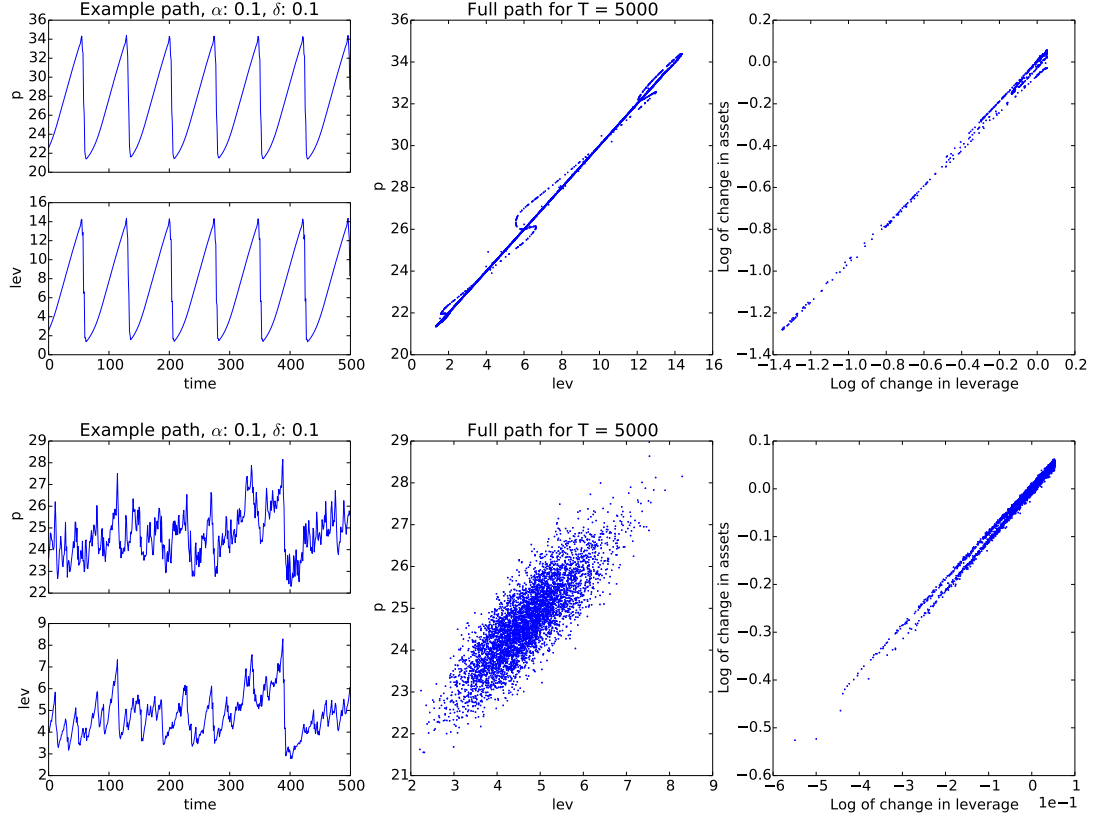 Example path, α: 0.1, δ: 0.1
36
34
32
30
28
26
24
22
20
p
16
14
12
10
8
6
4
2
0
lev
0 100 200 300 400 500
time
Full path for T = 5000
34
32
30
28
26
24
22
20
p
0 2 4 6 8 10 12 14 16
lev
0.0
−0.2
−0.4
−0.6
−0.8
−1.0
−1.2
−1.4
Log of change in assets
−1.4 −1.2 −1.0 −0.8 −0.6 −0.4 −0.2 0.0 0.2
Log of change in leverage
Example path, α: 0.1, δ: 0.1
29
28
27
26
25
24
23
22
p
9
8
7
6
5
4
3
2
lev
0 100 200 300 400 500
time
Full path for T = 5000
29
28
27
26
25
24
23
22
21
p
2 3 4 5 6 7 8 9
lev
0.1
0.0
−0.1
−0.2
−0.3
−0.4
−0.5
−0.6
Log of change in assets
−6 −5 −4 −3 −2 −1 0 1
Log of change in leverage 1e−1